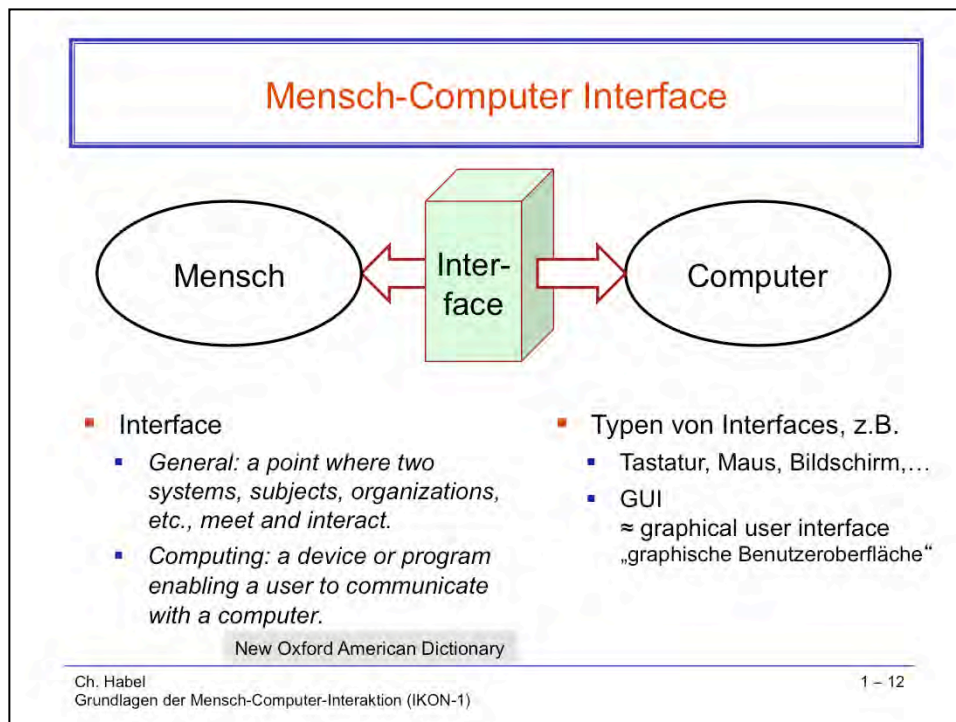 Mensch-Computer Interface
Mensch
Inter-
face
Computer
Interface
General: a point where two
systems, subjects, organizations,
etc., meet and interact.
Computing: a device or program
enabling a user to communicate
with a computer.
New Oxford American Dictionary
Typen von Interfaces, z.B.
Tastatur, Maus, Bildschirm,…
GUI
≈ graphical user interface
„graphische Benutzeroberfläche“
Ch. Habel
Grundlagen der Mensch-Computer-Interaktion (IKON-1)
1 – 12